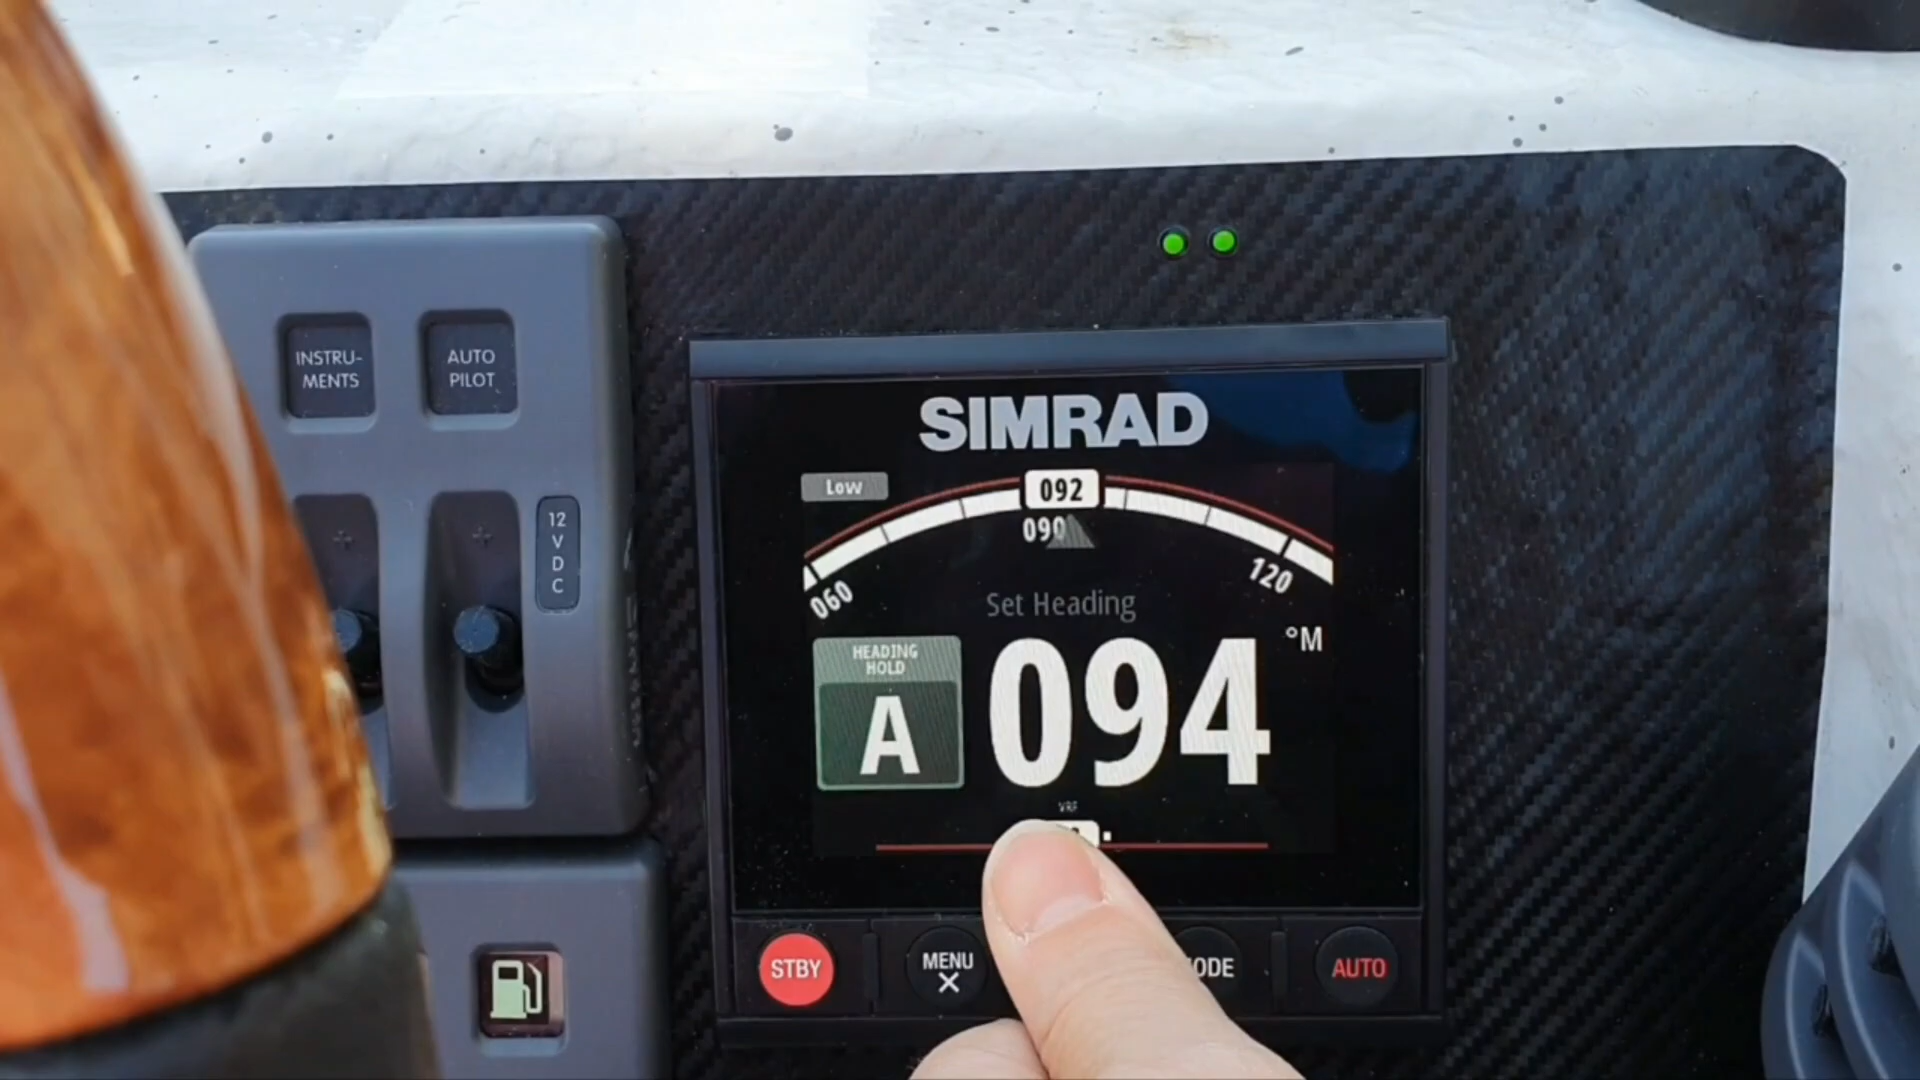 INSTRU-
MENTS
AUTO
PILOT
12
V
D
C
SIMRAD
Low
092
090
060
120
Set Heading
°M
HEADING
HOLD
A
094
VRF
STBY
MENU
X
AUTO